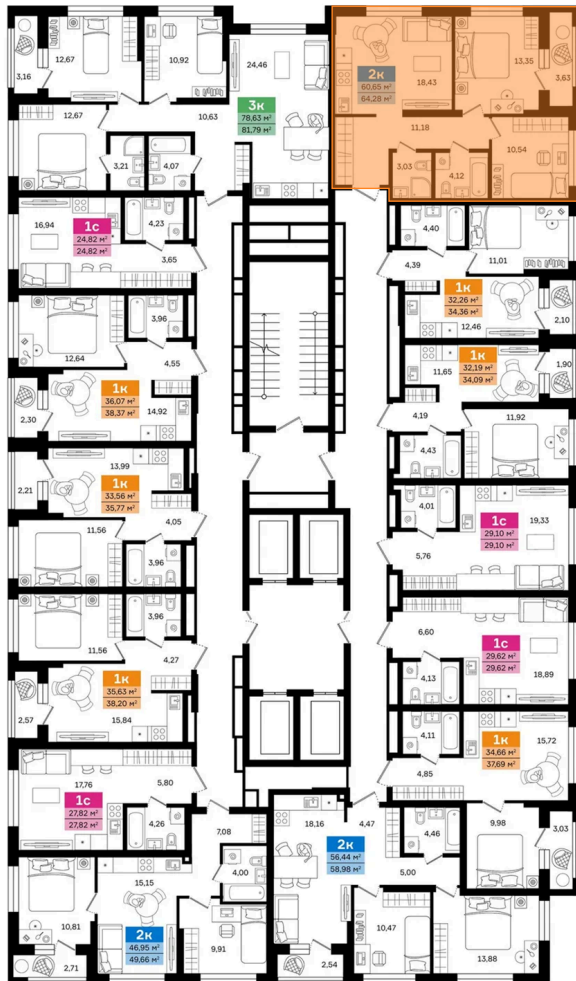 12,67
10,92
24,46
3,16
3к
78,63 м²
81,79 м²
12,67
10,63
3,21
4,07
2к
60,65 м²
64,28 м²
18,43
13,35
3,63
11,18
10,54
3,03
4,12
16,94
1с
24,82 м²
24,82 м²
4,23
3,65
4,40
11,01
4,39
1к
32,26 м²
34,36 м²
2,10
12,46
3,96
12,64
4,55
1к
36,07 м²
38,37 м²
14,92
2,30
11,65
1к
32,19 м²
34,09 м²
1,90
4,19
11,92
4,43
13,99
2,21
1к
33,56 м²
35,77 м²
4,05
11,56
3,96
4,01
1с
29,10 м²
29,10 м²
19,33
5,76
3,96
11,56
4,27
1к
35,63 м²
38,20 м²
2,57
15,84
6,60
1с
29,62 м²
29,62 м²
4,13
18,89
4,11
1к
34,66 м²
37,69 м²
15,72
4,85
17,76
5,80
1с
27,82 м²
27,82 м²
4,26
7,08
4,00
15,15
10,81
2к
46,95 м²
49,66 м²
9,91
2,71
18,16
4,47
2к
56,44 м²
58,98 м²
4,46
9,98
3,03
5,00
10,47
2,54
13,88